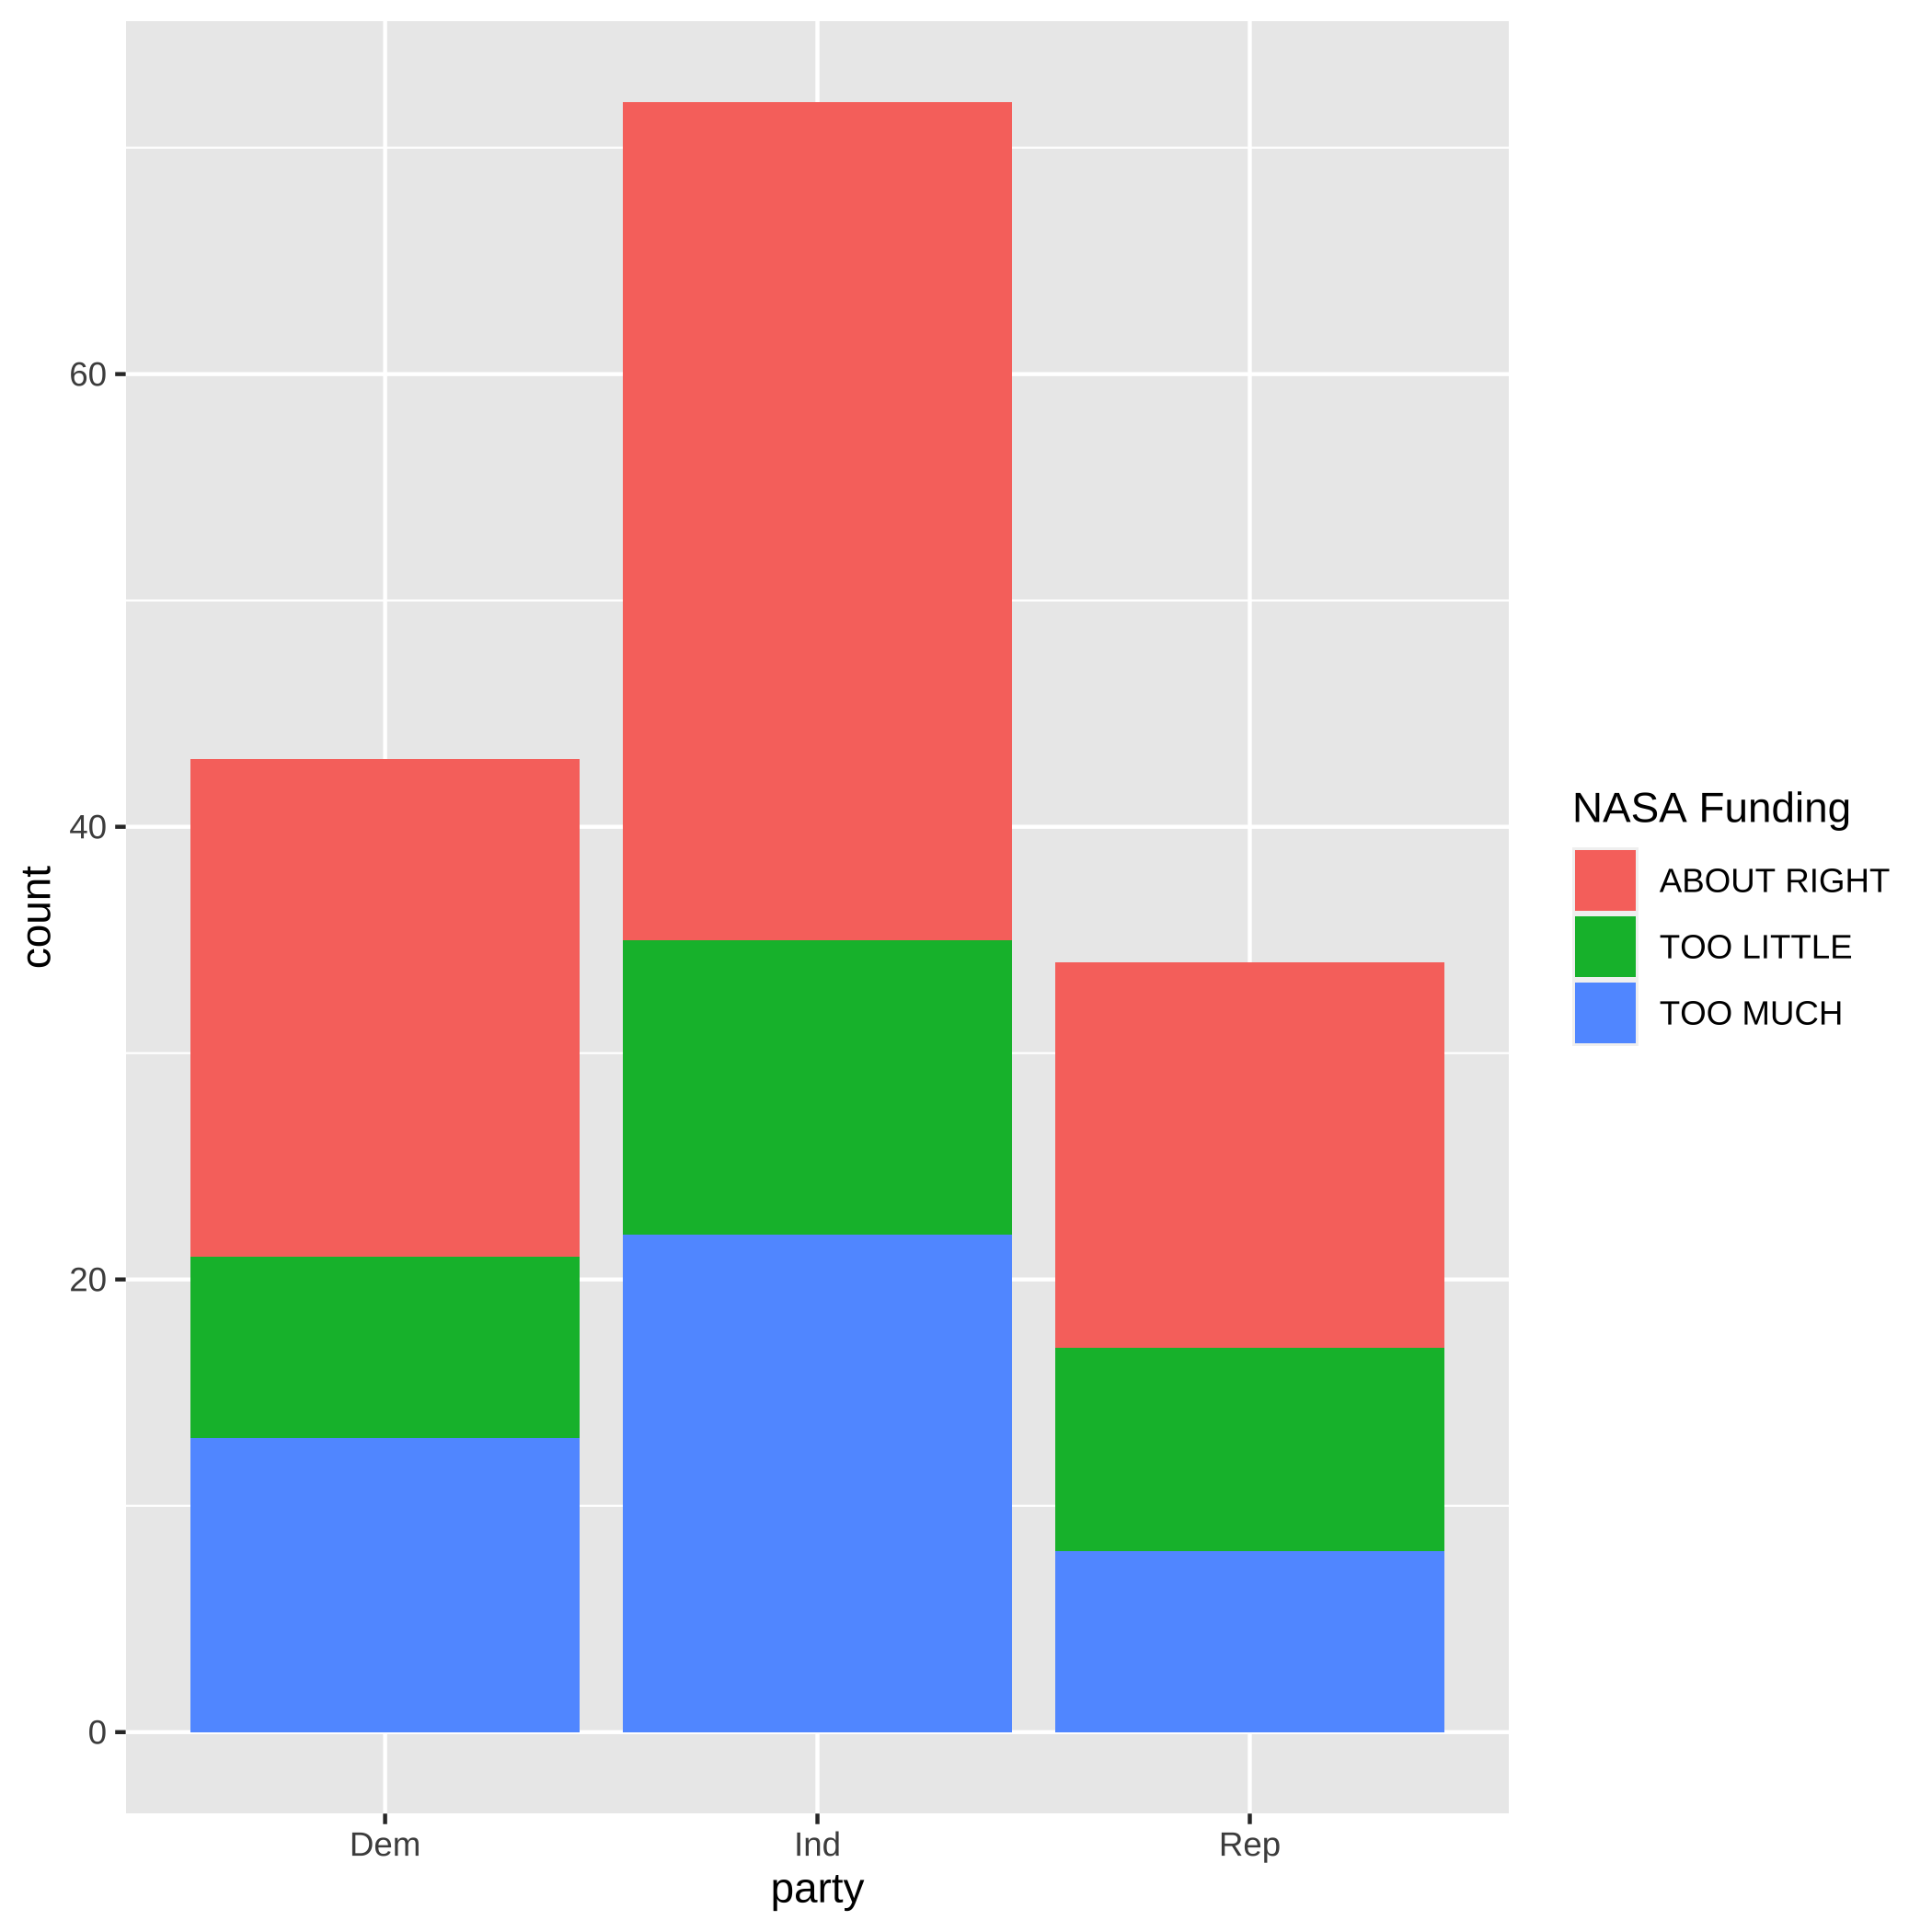 60
40
20
0
count
Dem Ind Rep
party
NASA Funding
ABOUT RIGHT
TOO LITTLE
TOO MUCH